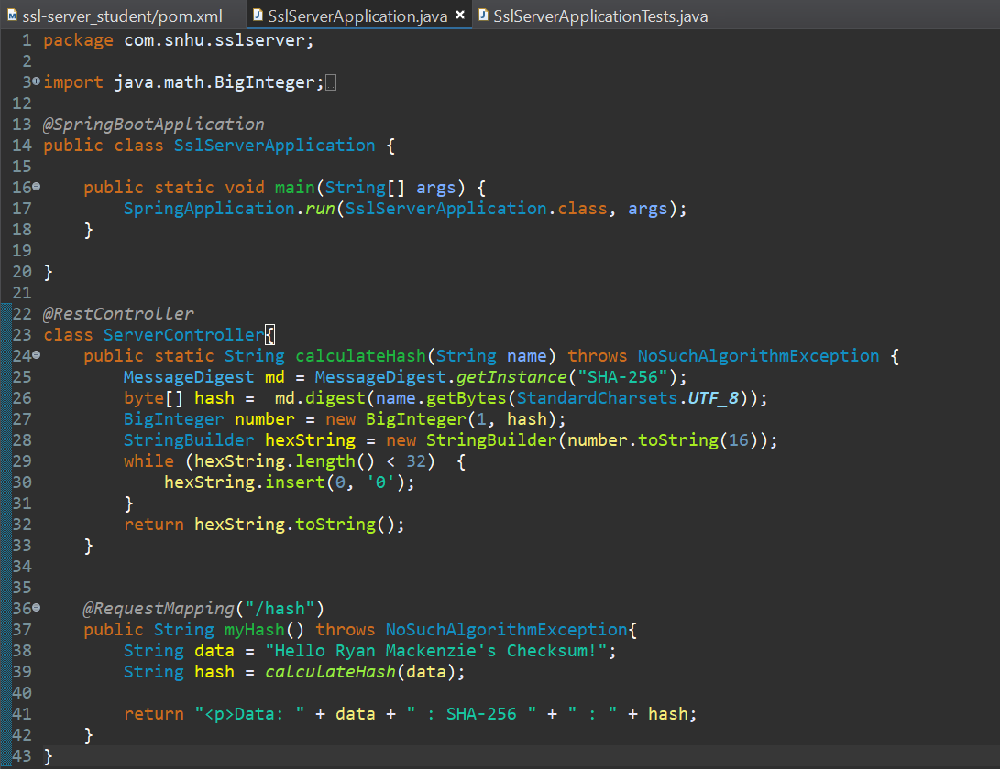 ssl-server_student/pom.xml SslServerApplication.java SslServerApplicationTests.java
1 package com.snhu.sslserver;
2
3 import java.math.BigInteger;
12
13 @SpringBootApplication
14 public class SslServerApplication {
15
16     public static void main(String[] args) {
17         SpringApplication.run(SslServerApplication.class, args);
18     }
19
20 }
21
22 @RestController
23 class ServerController{
24     public static String calculateHash(String name) throws NoSuchAlgorithmException {
25         MessageDigest md = MessageDigest.getInstance("SHA-256");
26         byte[] hash =  md.digest(name.getBytes(StandardCharsets.UTF_8));
27         BigInteger number = new BigInteger(1, hash);
28         StringBuilder hexString = new StringBuilder(number.toString(16));
29         while (hexString.length() < 32)  {
30             hexString.insert(0, '0');
31         }
32         return hexString.toString();
33     }
34
35
36     @RequestMapping("/hash")
37     public String myHash() throws NoSuchAlgorithmException{
38         String data = "Hello Ryan Mackenzie's Checksum!";
39         String hash = calculateHash(data);
40
41         return "<p>Data: " + data + " : SHA-256 " + " : " + hash;
42     }
43 }